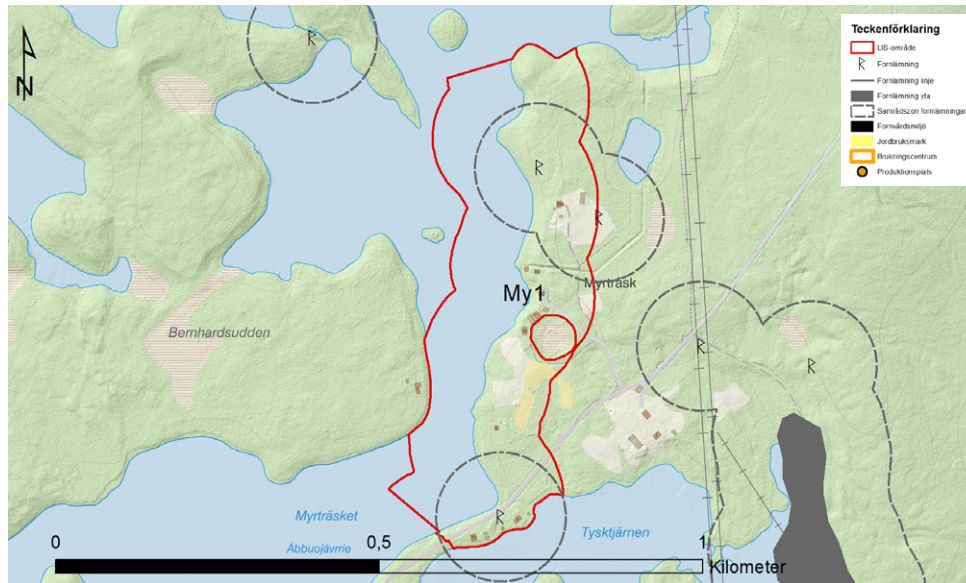 N
Teckenförklaring
LIS-område
Fornlämning
Fornlämning linje
Fornlämning yta
Samrådszon fornlämningar
Fornvårdsmiljö
Jordbruksmark
Brukningscentrum
Produktionsplats
Myrträsk
My1
Bernhardsudden
Myrträsket
Tysktjärnen
Ábbuojávrrie
0 0,5 1
Kilometer